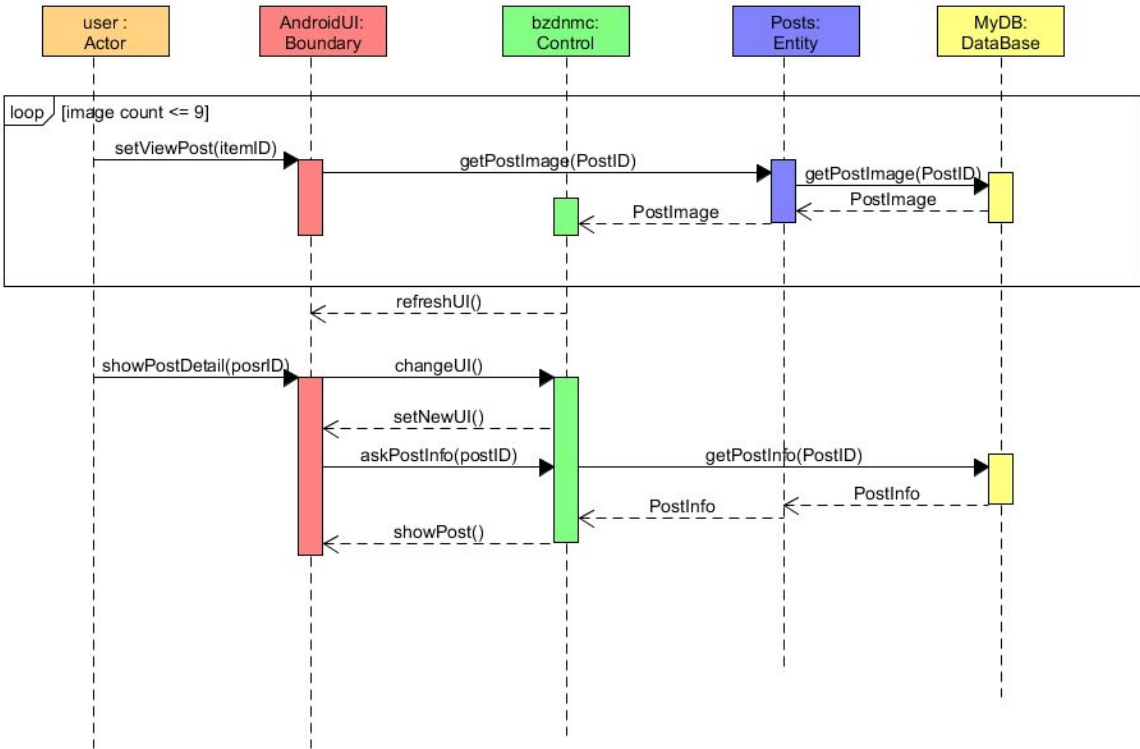 user :
Actor
AndroidUI:
Boundary
bzdnmc:
Control
Posts:
Entity
MyDB:
DataBase
loop
[image count <= 9]
setViewPost(itemID)
getPostImage(PostID)
getPostImage(PostID)
PostImage
PostImage
refreshUI()
showPostDetail(posrID)
changeUI()
setNewUI()
askPostInfo(postID)
getPostInfo(PostID)
PostInfo
PostInfo
showPost()